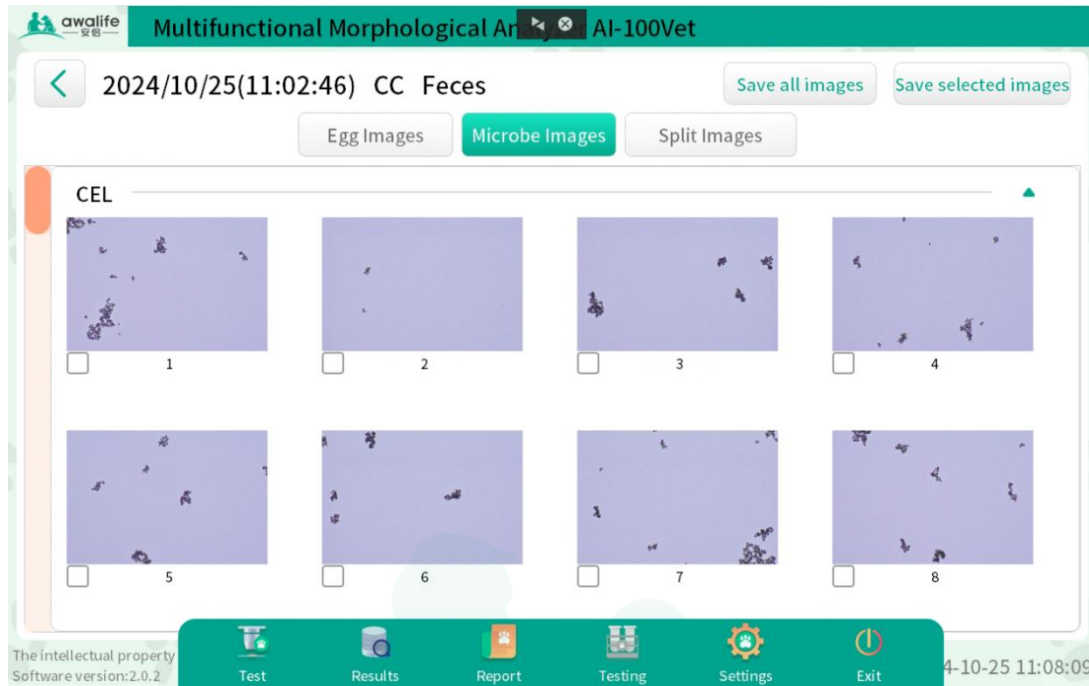 awalife
安侣
Multifunctional Morphological An er AI-100Vet
2024/10/25(11:02:46) CC Feces
Save all images
Save selected images
Egg Images
Microbe Images
Split Images
CEL
1
2
3
4
5
6
7
8
The intellectual property
Software version:2.0.2
Test
Results
Report
Testing
Settings
Exit
4-10-25 11:08:09